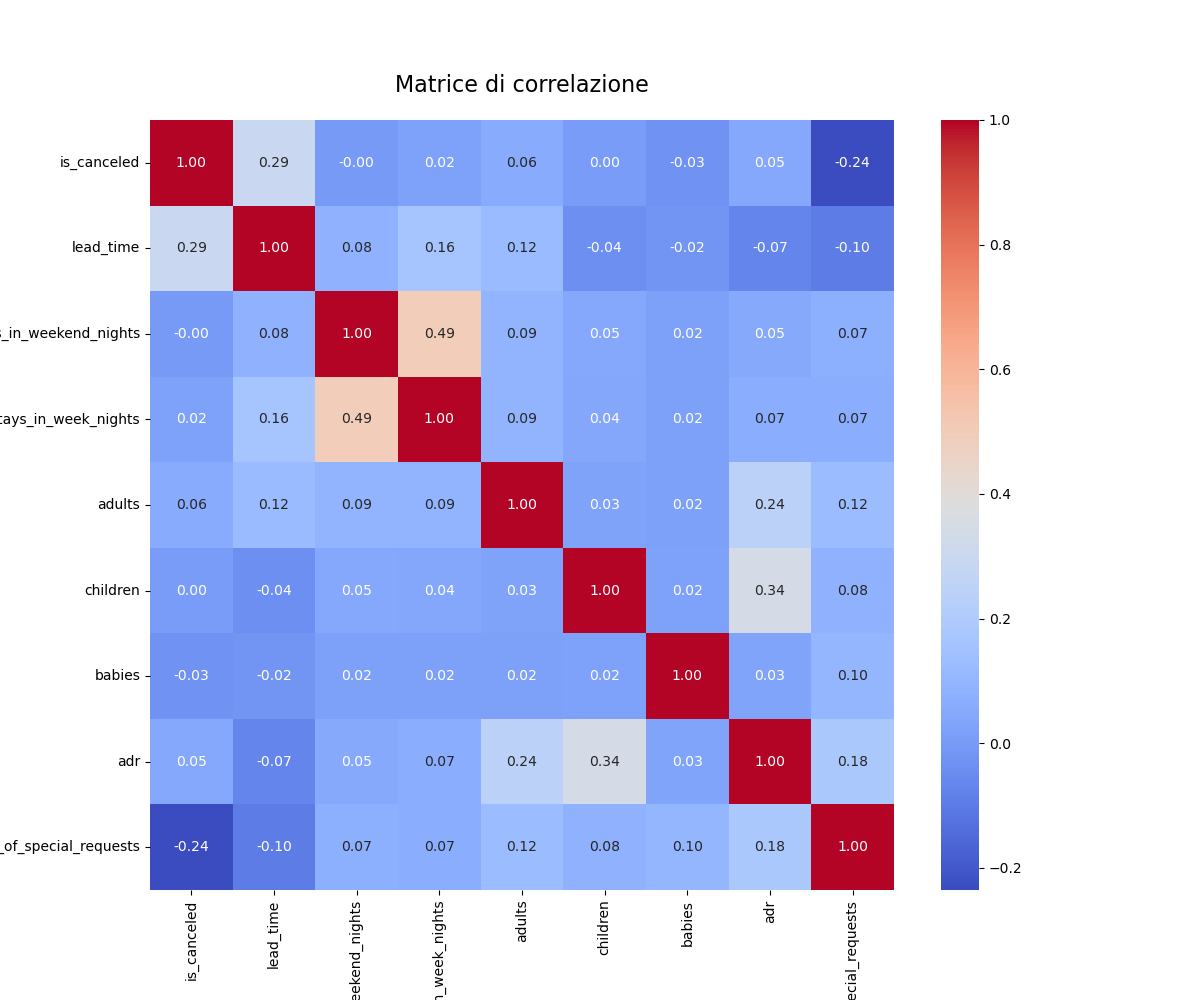 Matrice di correlazione
is_canceled 1.00 0.29 -0.00 0.02 0.06 0.00 -0.03 0.05 -0.24
lead_time 0.29 1.00 0.08 0.16 0.12 -0.04 -0.02 -0.07 -0.10
s_in_weekend_nights -0.00 0.08 1.00 0.49 0.09 0.05 0.02 0.05 0.07
tays_in_week_nights 0.02 0.16 0.49 1.00 0.09 0.04 0.02 0.07 0.07
adults 0.06 0.12 0.09 0.09 1.00 0.03 0.02 0.24 0.12
children 0.00 -0.04 0.05 0.04 0.03 1.00 0.02 0.34 0.08
babies -0.03 -0.02 0.02 0.02 0.02 0.02 1.00 0.03 0.10
adr 0.05 -0.07 0.05 0.07 0.24 0.34 0.03 1.00 0.18
_of_special_requests -0.24 -0.10 0.07 0.07 0.12 0.08 0.10 0.18 1.00
is_canceled
lead_time
eekend_nights
n_week_nights
adults
children
babies
adr
ecial_requests
1.0
0.8
0.6
0.4
0.2
0.0
−0.2